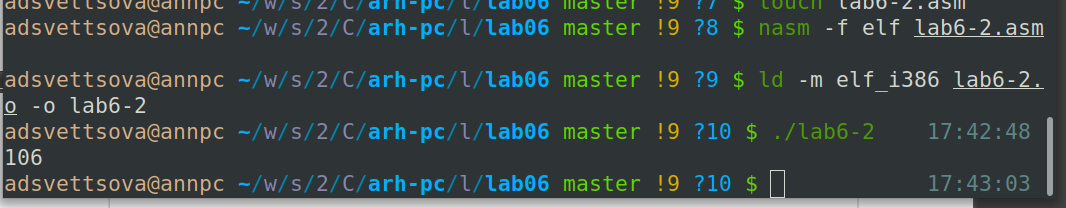 adsvettsova@annpc ~/w/s/2/C/arh-pc/l/lab06 master !9 ?7 $ touch lab6-2.asm
adsvettsova@annpc ~/w/s/2/C/arh-pc/l/lab06 master !9 ?8 $ nasm -f elf lab6-2.asm
adsvettsova@annpc ~/w/s/2/C/arh-pc/l/lab06 master !9 ?9 $ ld -m elf_i386 lab6-2.
o -o lab6-2
adsvettsova@annpc ~/w/s/2/C/arh-pc/l/lab06 master !9 ?10 $ ./lab6-2 17:42:48
106
adsvettsova@annpc ~/w/s/2/C/arh-pc/l/lab06 master !9 ?10 $ 17:43:03